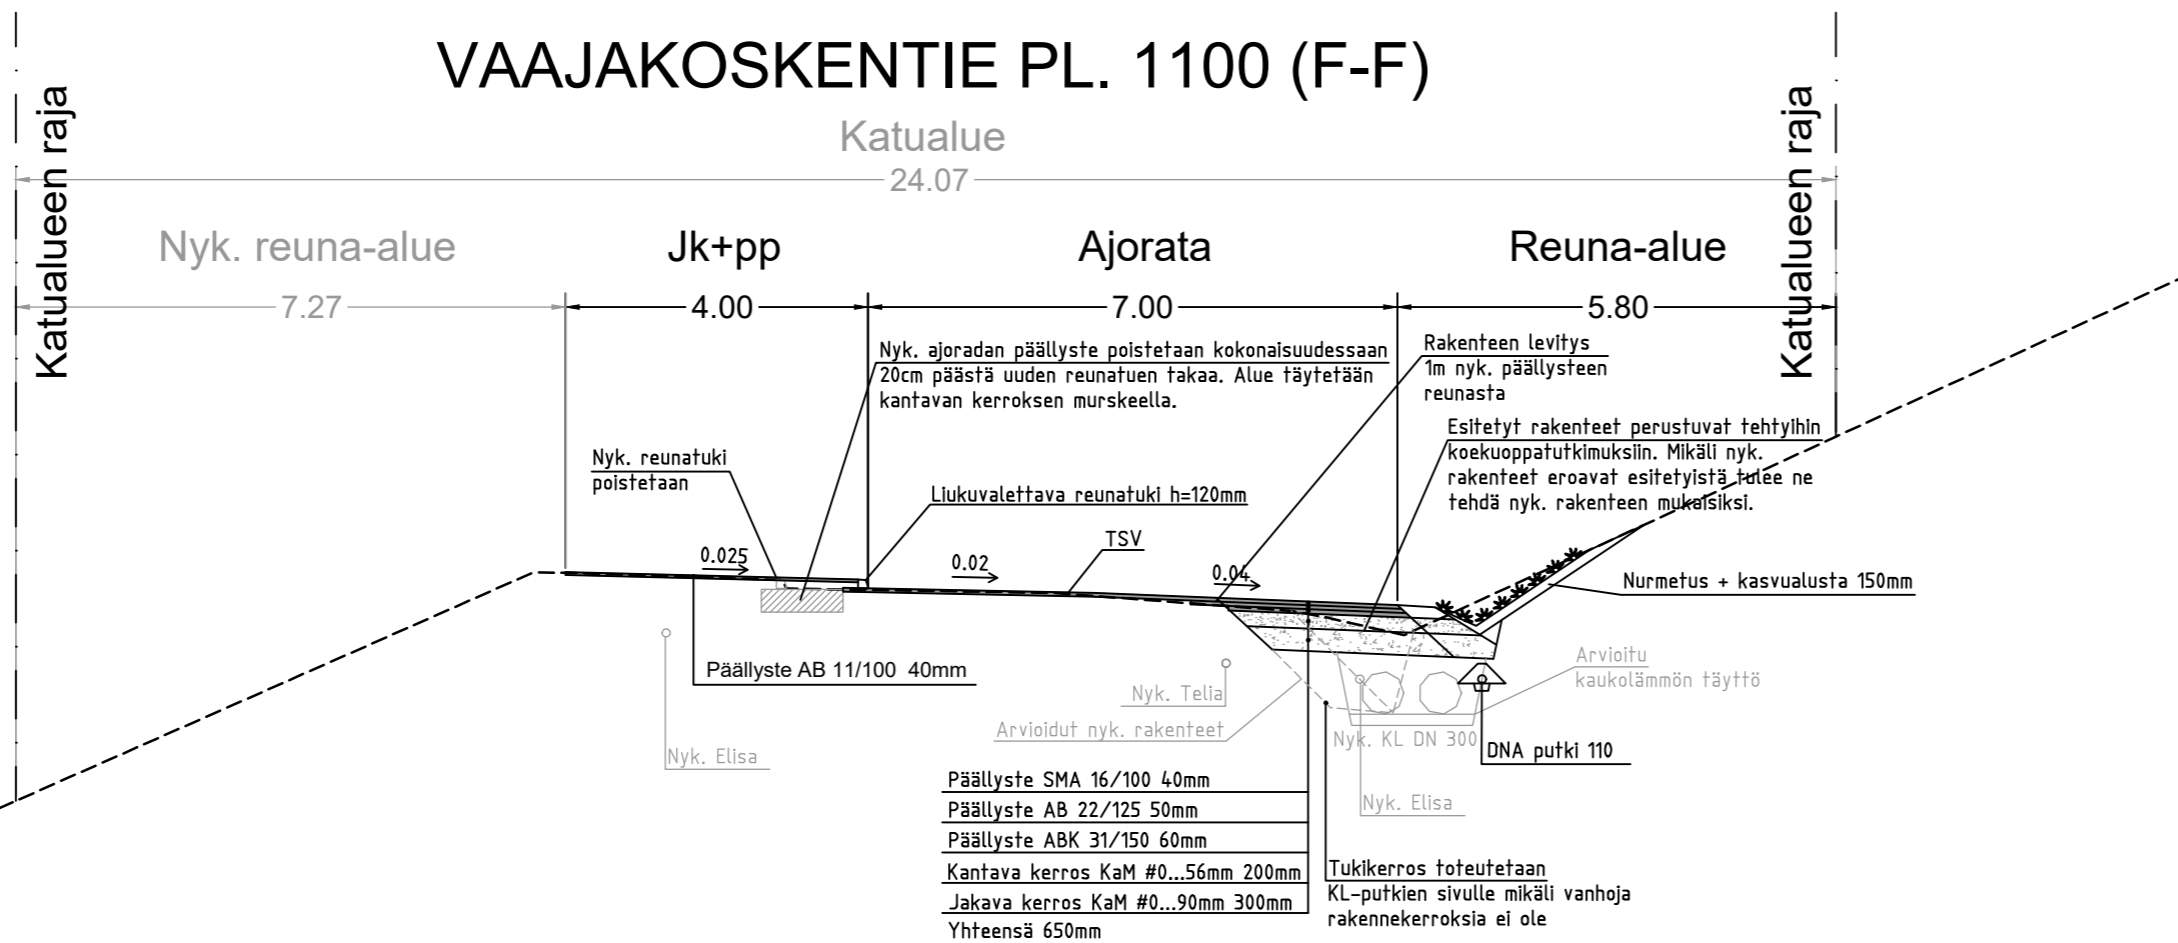 VAAJAKOSKENTIE PL. 1100 (F-F)
Katualueen raja
Katualueen raja
Katualue
24.07
Nyk. reuna-alue
Jk+pp
Ajorata
Reuna-alue
7.27
4.00
7.00
5.80
Nyk. ajoradan päällyste poistetaan kokonaisuudessaan
20cm päästä uuden reunatuen takaa. Alue täytetään
kantavan kerroksen murskeella.
Rakenteen levitys
1m nyk. päällysteen
reunasta
Esitetyt rakenteet perustuvat tehtyihin
koekuoppatutkimuksiin. Mikäli nyk.
rakenteet eroavat esitetyistä tulee ne
tehdä nyk. rakenteen mukaisiksi.
Nyk. reunatuki
poistetaan
Liukuvalettava reunatuki h=120mm
TSV
0.025
0.02
0.04
Nurmetus + kasvualusta 150mm
Päällyste AB 11/100 40mm
Nyk. Telia
Arvioitu
kaukolämmön täyttö
Arvioidut nyk. rakenteet
Nyk. KL DN 300
DNA putki 110
Nyk. Elisa
Nyk. Elisa
Päällyste SMA 16/100 40mm
Päällyste AB 22/125 50mm
Päällyste ABK 31/150 60mm
Kantava kerros KaM #0...56mm 200mm
Jakava kerros KaM #0...90mm 300mm
Yhteensä 650mm
Tukikerros toteutetaan
KL-putkien sivulle mikäli vanhoja
rakennekerroksia ei ole